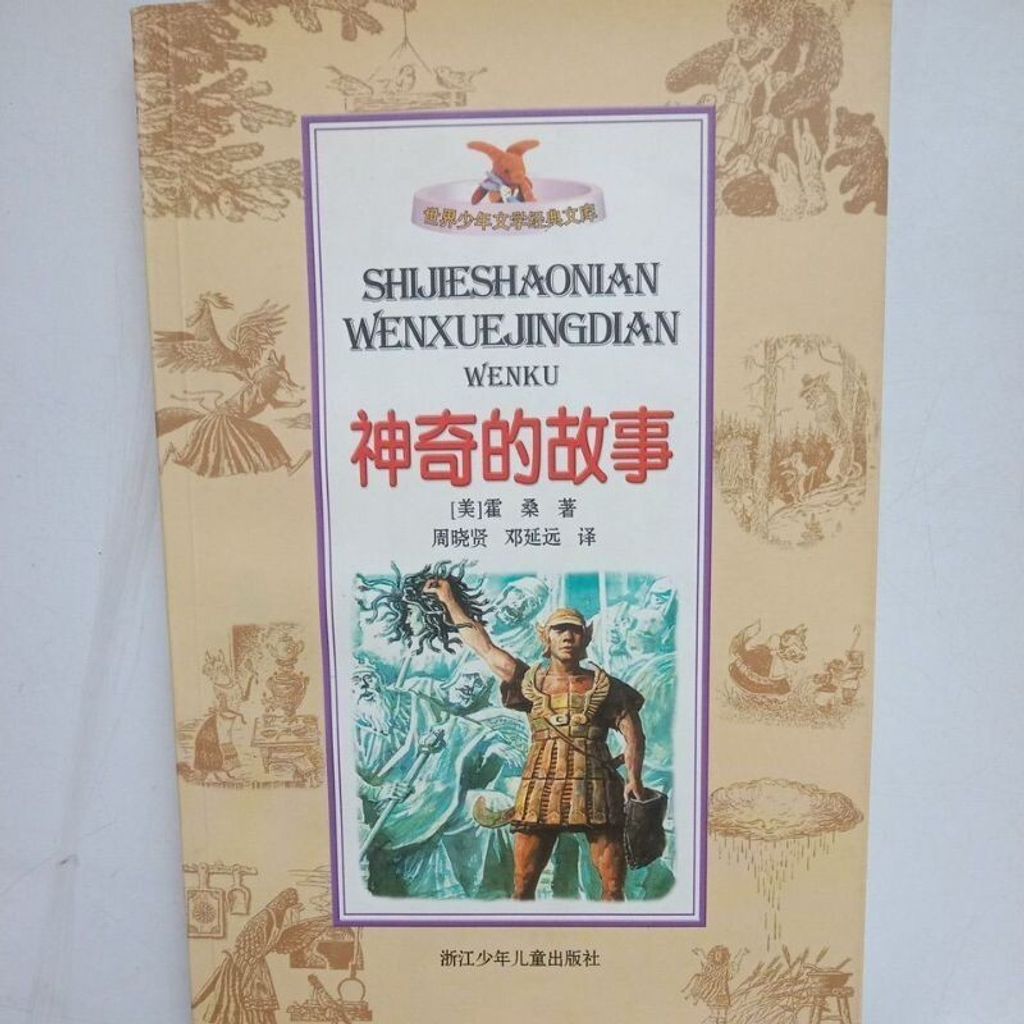 世界少年文学经典文库
SHIJIESHAONIAN
WENXUEJINGDIAN
WENKU
神奇的故事
[美]霍 桑 著
周晓贤 邓延远 译
浙江少年儿童出版社